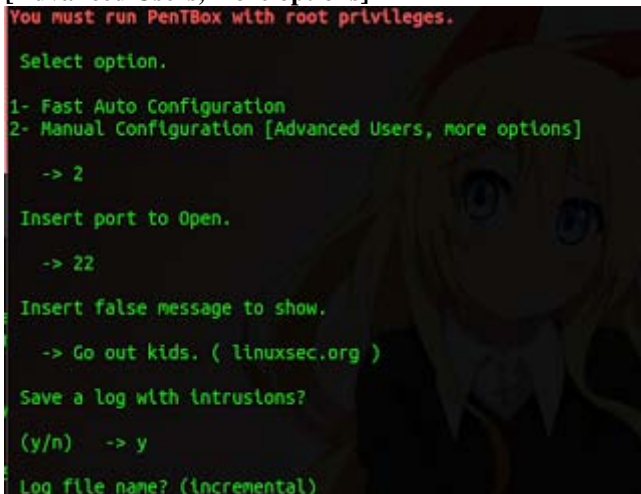 You must run PenTBox with root privileges.
Select option.
1- Fast Auto Configuration
2- Manual Configuration [Advanced Users, more options]
-> 2
Insert port to Open.
-> 22
Insert false message to show.
-> Go out kids. ( linuxsec.org )
Save a log with intrusions?
(y/n) -> y
Log file name? (incremental)